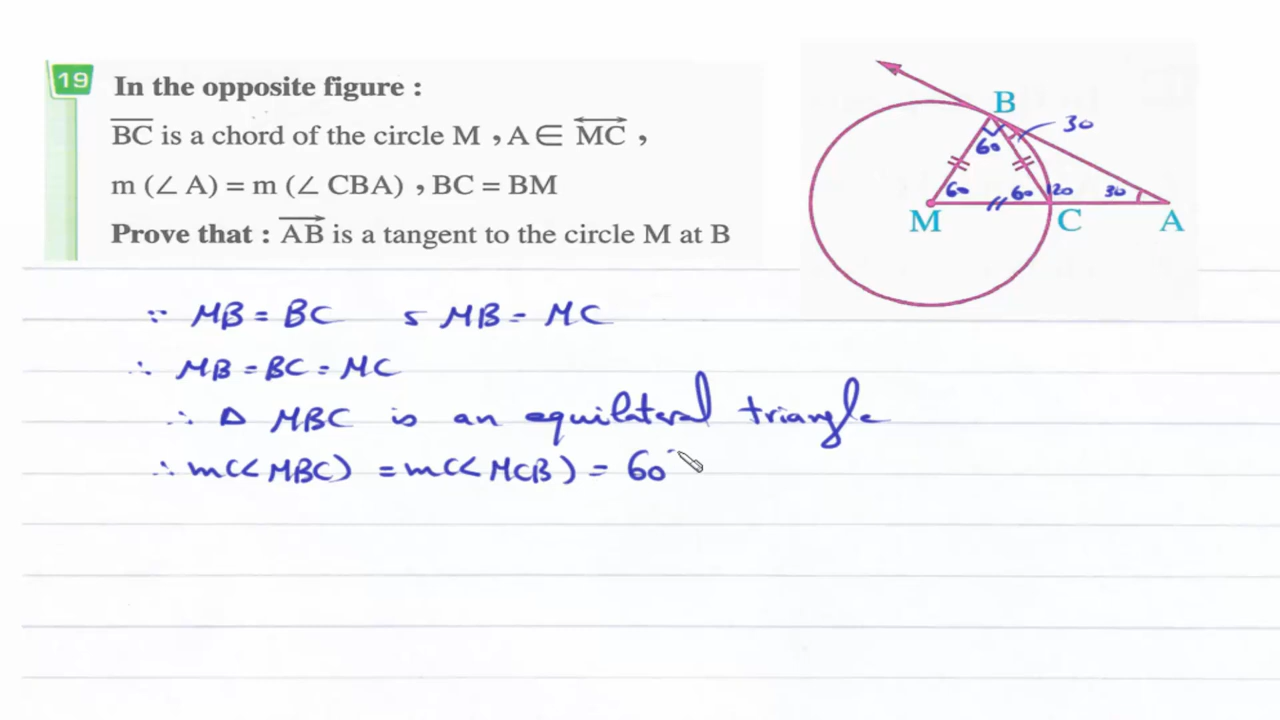 19 In the opposite figure :
BC is a chord of the circle M , A ∈ MC ,
m (∠ A) = m (∠ CBA) , BC = BM
Prove that : AB is a tangent to the circle M at B
B
30
60
60
60
120
30
M
C
A
∵ MB = BC , MB = MC
∴ MB = BC = MC
∴ Δ MBC is an equilateral triangle
∴ m(< MBC) = m(< MCB) = 60°